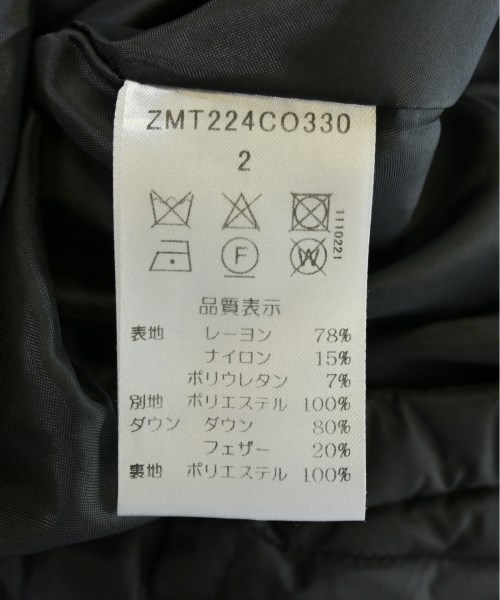 ZMT224CO330
2
1110221
F
W
品質表示
表地 レーヨン 78%
ナイロン 15%
ポリウレタン 7%
別地 ポリエステル 100%
ダウン ダウン 80%
フェザー 20%
裏地 ポリエステル 100%